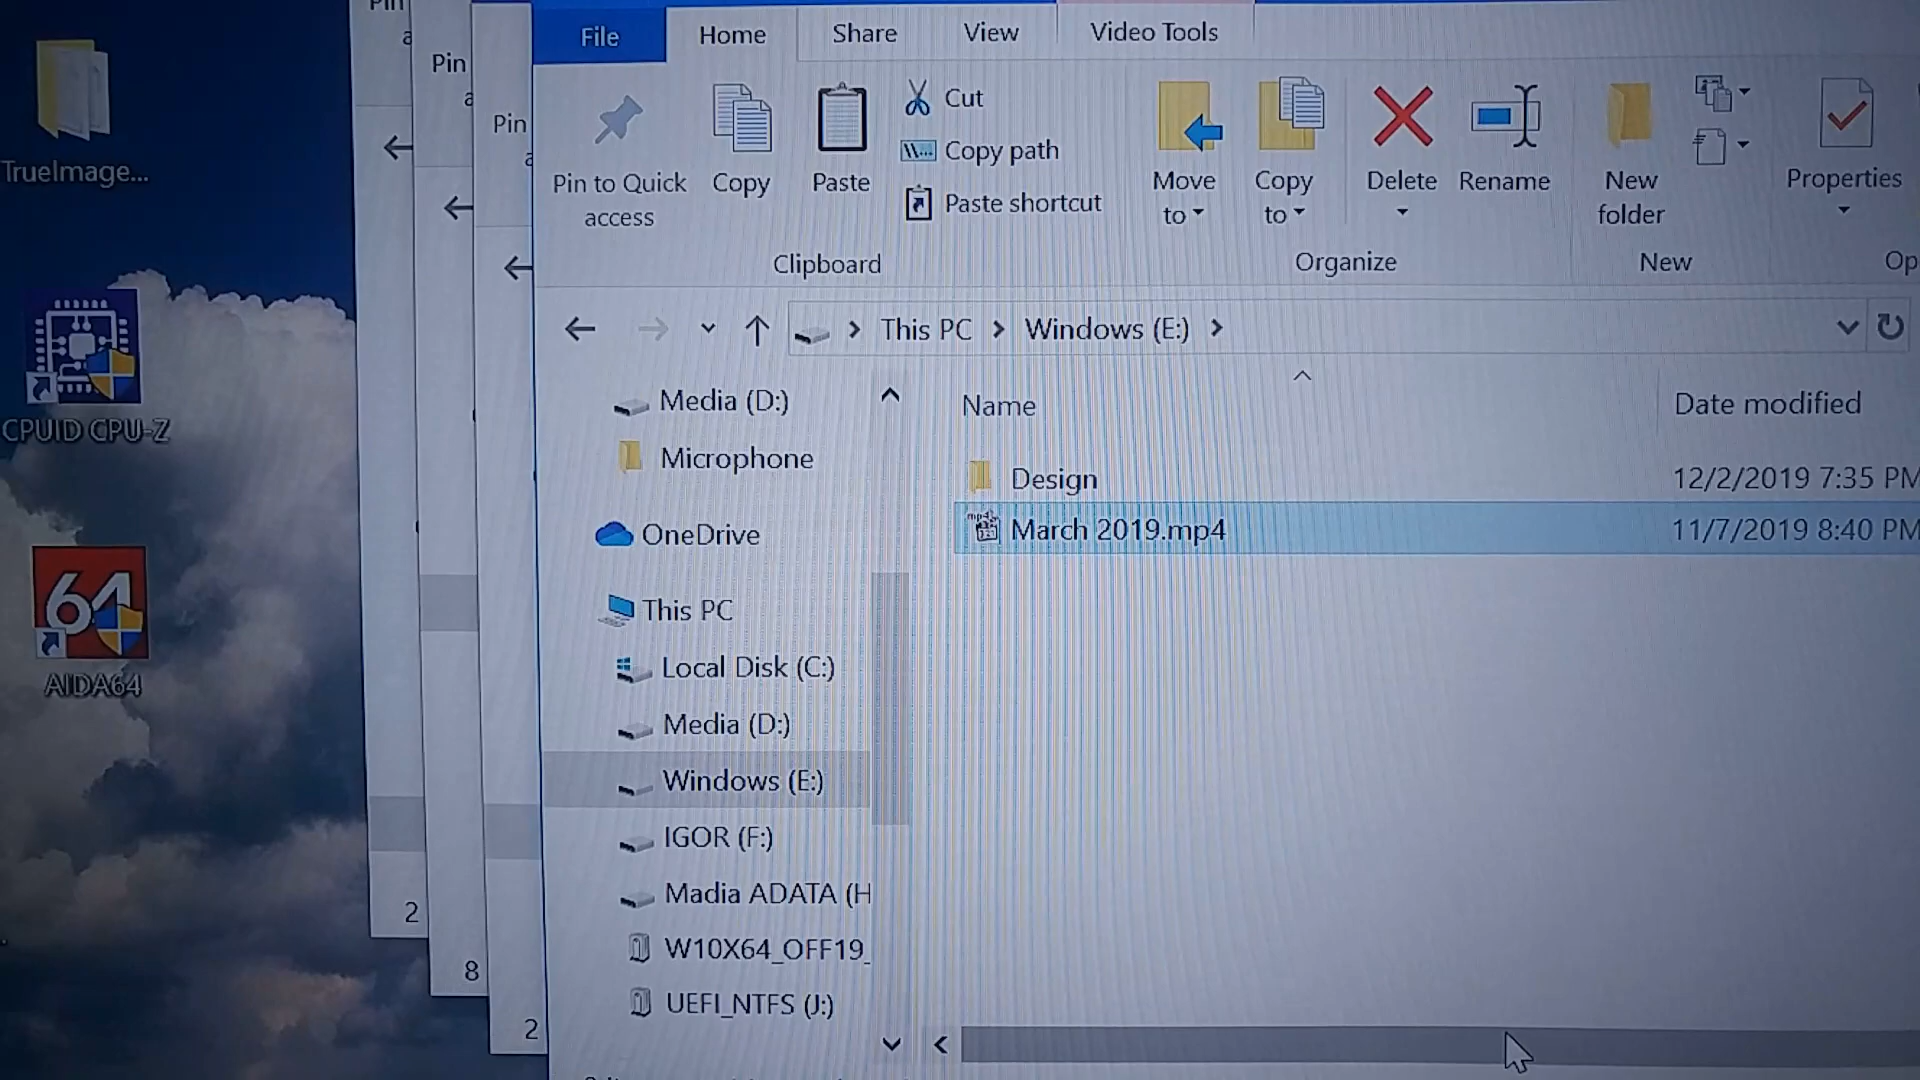 TrueImage...
CPUID CPU-Z
64
AIDA64
Pin
Pin
Pin
2
8
2
File
Home
Share
View
Video Tools
Pin to Quick
access
Copy
Paste
Cut
Copy path
Paste shortcut
Clipboard
Move
to
Copy
to
Delete
Rename
Organize
New
folder
New
Properties
Op
This PC
Windows (E:)
Media (D:)
Microphone
OneDrive
This PC
Local Disk (C:)
Media (D:)
Windows (E:)
IGOR (F:)
Madia ADATA (H
W10X64_OFF19_
UEFI_NTFS (J:)
Name
Date modified
Design
12/2/2019 7:35 PM
March 2019.mp4
11/7/2019 8:40 PM